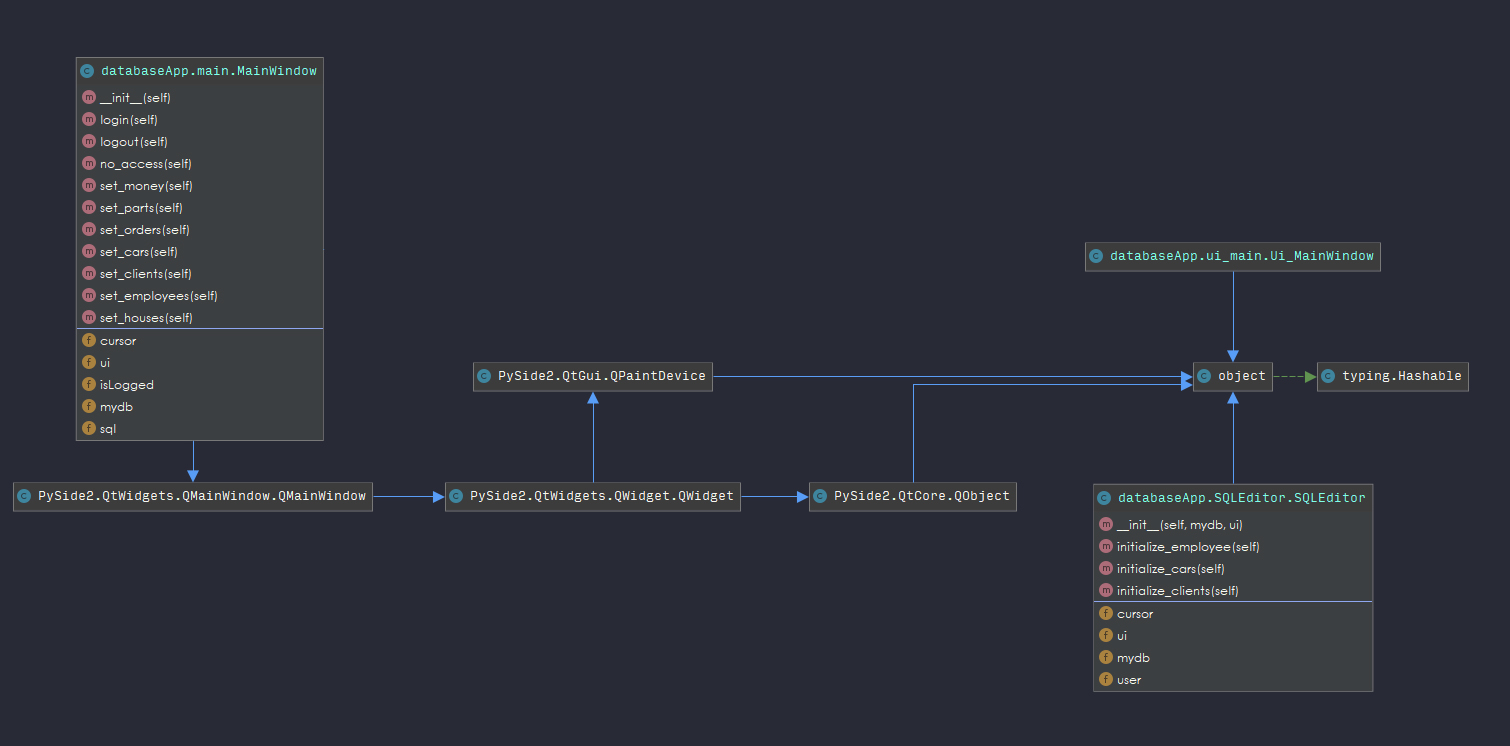 databaseApp.main.MainWindow
__init__(self)
login(self)
logout(self)
no_access(self)
set_money(self)
set_parts(self)
set_orders(self)
set_cars(self)
set_clients(self)
set_employees(self)
set_houses(self)
cursor
ui
isLogged
mydb
sql
PySide2.QtWidgets.QMainWindow.QMainWindow
PySide2.QtGui.QPaintDevice
PySide2.QtWidgets.QWidget.QWidget
PySide2.QtCore.QObject
databaseApp.ui_main.Ui_MainWindow
object
typing.Hashable
databaseApp.SQLEditor.SQLEditor
__init__(self, mydb, ui)
initialize_employee(self)
initialize_cars(self)
initialize_clients(self)
cursor
ui
mydb
user